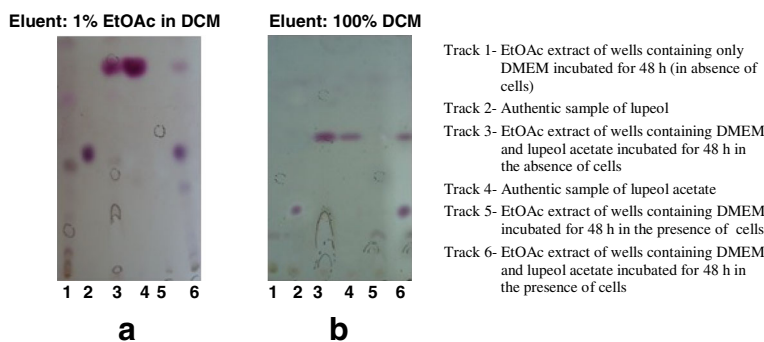 Eluent: 1% EtOAc in DCM
Eluent: 100% DCM
1 2 3 4 5 6
a
1 2 3 4 5 6
b
Track 1- EtOAc extract of wells containing only
DMEM incubated for 48 h (in absence of
cells)
Track 2- Authentic sample of lupeol
Track 3- EtOAc extract of wells containing DMEM
and lupeol acetate incubated for 48 h in
the absence of cells
Track 4- Authentic sample of lupeol acetate
Track 5- EtOAc extract of wells containing DMEM
incubated for 48 h in the presence of cells
Track 6- EtOAc extract of wells containing DMEM
and lupeol acetate incubated for 48 h in
the presence of cells